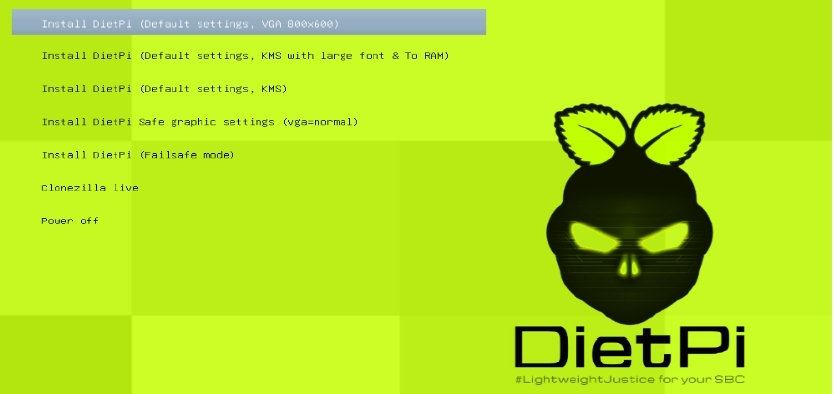 Install DietPi (Default settings, VGA 800x600)
Install DietPi (Default settings, KMS with large font & To RAM)
Install DietPi (Default settings, KMS)
Install DietPi Safe graphic settings (vga=normal)
Install DietPi (Failsafe mode)
Clonezilla live
Power off
DietPi
#LightweightJustice for your SBC